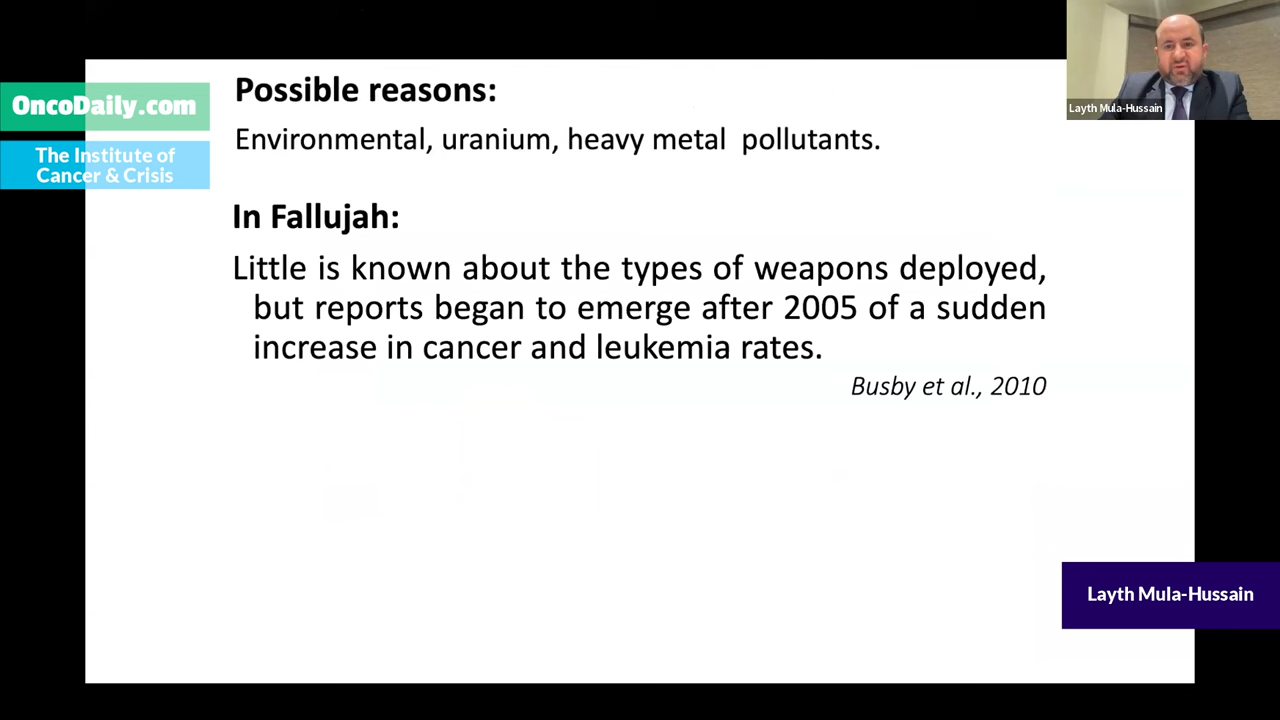 OncoDaily.com
The Institute of
Cancer & Crisis
Possible reasons:
Environmental, uranium, heavy metal pollutants.
In Fallujah:
Little is known about the types of weapons deployed,
but reports began to emerge after 2005 of a sudden
increase in cancer and leukemia rates.
Busby et al., 2010
Layth Mula-Hussain
Layth Mula-Hussain